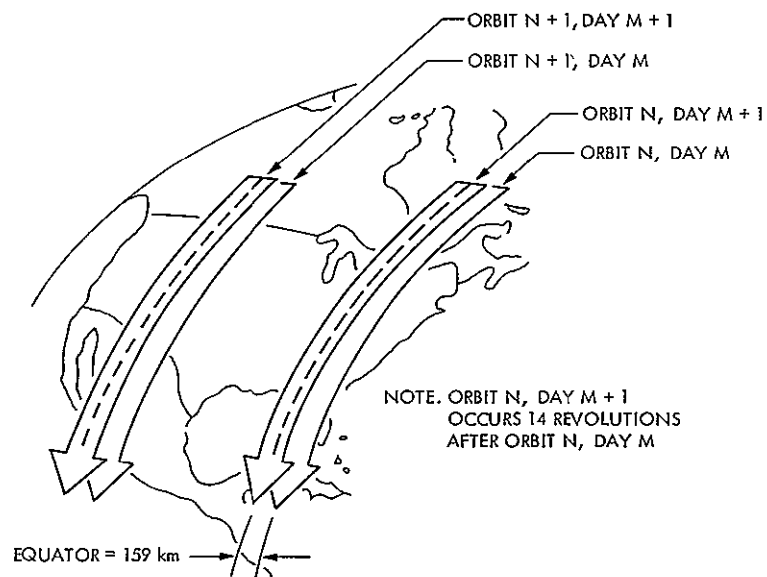 ORBIT N + 1, DAY M + 1
ORBIT N + 1, DAY M
ORBIT N, DAY M + 1
ORBIT N, DAY M
NOTE. ORBIT N, DAY M + 1
OCCURS 14 REVOLUTIONS
AFTER ORBIT N, DAY M
EQUATOR = 159 km